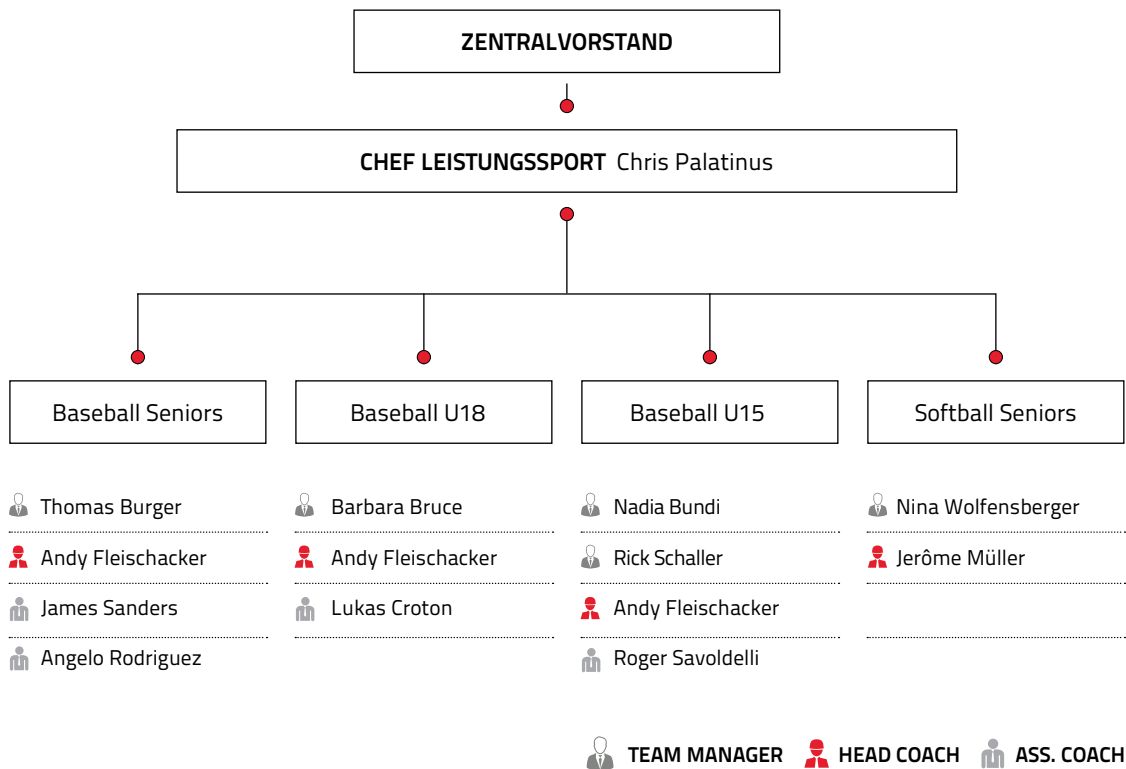 ZENTRALVORSTAND
CHEF LEISTUNGSSPORT Chris Palatinus
Baseball Seniors
Thomas Burger
Andy Fleischacker
James Sanders
Angelo Rodriguez
Baseball U18
Barbara Bruce
Andy Fleischacker
Lukas Croton
Baseball U15
Nadia Bundi
Rick Schaller
Andy Fleischacker
Roger Savoldelli
Softball Seniors
Nina Wolfensberger
Jerôme Müller
TEAM MANAGER HEAD COACH ASS. COACH